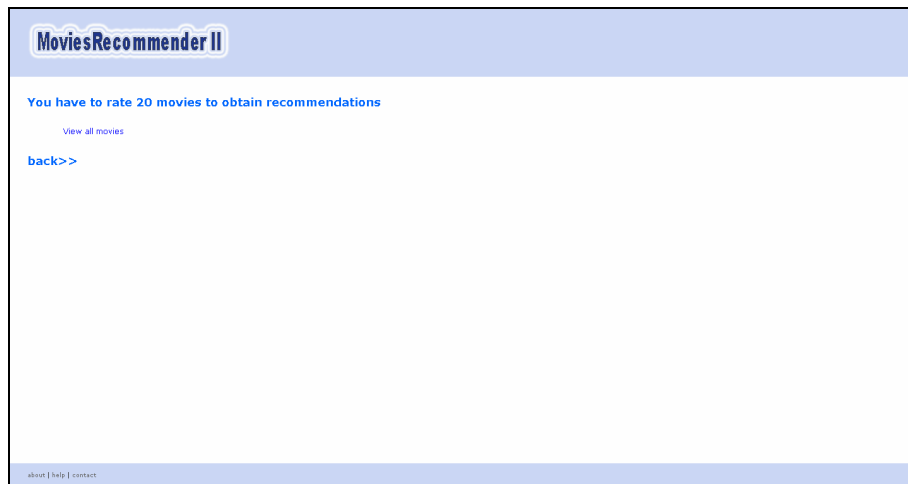 MoviesRecommender II
You have to rate 20 movies to obtain recommendations
View all movies
back>>
about | help | contact